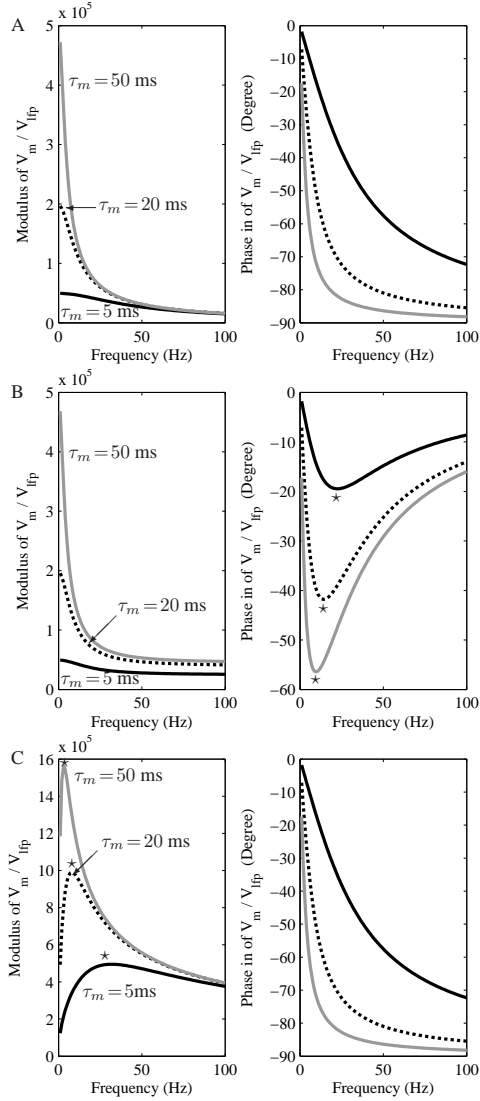 A
x 10^5
5
4
3
2
1
0
0
50
100
Modulus of V_m / V_lfp
Frequency (Hz)
τ_m = 50 ms
τ_m = 20 ms
τ_m = 5 ms
0
−10
−20
−30
−40
−50
−60
−70
−80
−90
0
50
100
Phase in of V_m / V_lfp (Degree)
Frequency (Hz)
B
x 10^5
5
4
3
2
1
0
0
50
100
Modulus of V_m / V_lfp
Frequency (Hz)
τ_m = 50 ms
τ_m = 20 ms
τ_m = 5 ms
0
−10
−20
−30
−40
−50
−60
0
50
100
Phase in of V_m / V_lfp (Degree)
Frequency (Hz)
C
x 10^5
16
14
12
10
8
6
4
2
0
0
50
100
Modulus of V_m / V_lfp
Frequency (Hz)
τ_m = 50 ms
τ_m = 20 ms
τ_m = 5ms
0
−10
−20
−30
−40
−50
−60
−70
−80
−90
0
50
100
Phase in of V_m / V_lfp (Degree)
Frequency (Hz)